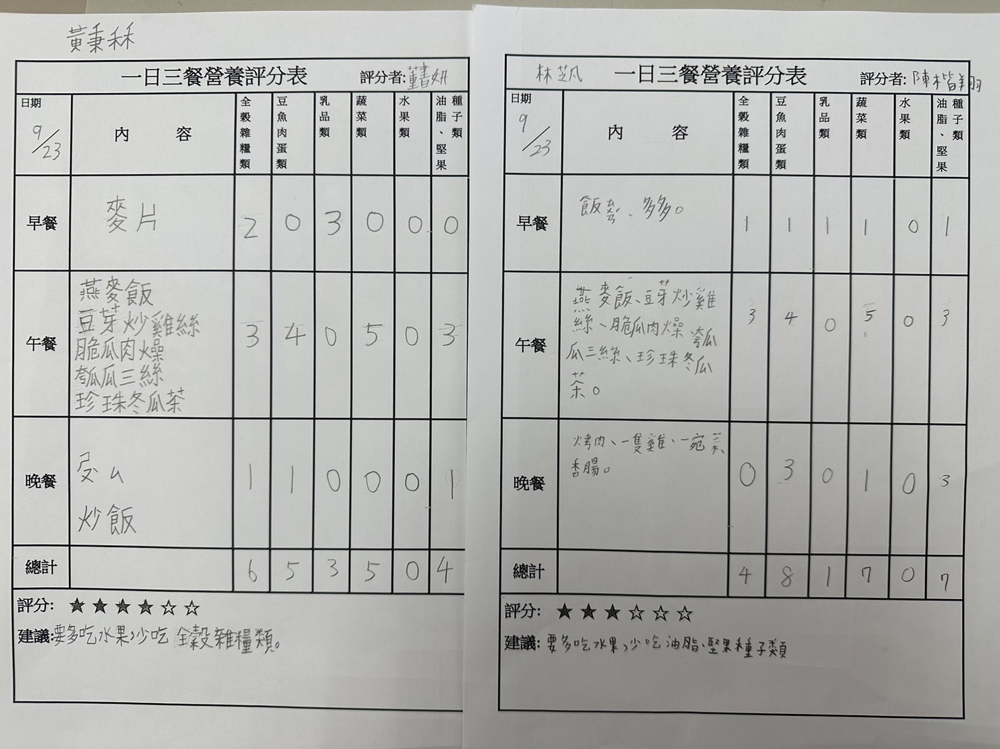 黃秉禾
一日三餐營養評分表 評分者:董書妍
日期 9/23 內容 全穀雜糧類 豆魚肉蛋類 乳品類 蔬菜類 水果類 油脂、堅果種子類
早餐 麥片 2 0 3 0 0 0
午餐 燕麥飯 3 4 0 5 0 3
豆芽炒雞絲
脆瓜肉燥
瓠瓜三絲
珍珠冬瓜茶
晚餐 1 1 0 0 0 1
炒飯
總計 6 5 3 5 0 4
評分: ★★★★☆☆
建議:要多吃水果,少吃全穀雜糧類。
林芝凡 一日三餐營養評分表 評分者:陳楷翔
日期 9/23 內容 全穀雜糧類 豆魚肉蛋類 乳品類 蔬菜類 水果類 油脂、堅果種子類
早餐 飯ㄊㄨㄢˊ、多多。 1 1 1 1 0 1
午餐 燕麥飯、豆芽炒雞 3 4 0 5 0 3
絲、脆瓜肉燥、瓠瓜
瓜三絲、珍珠冬瓜
茶。
晚餐 烤肉、一隻雞、一宛菜、 0 3 0 1 0 3
香腸。
總計 4 8 1 7 0 7
評分: ★★★☆☆☆
建議:要多吃水果,少吃油脂、堅果種子類